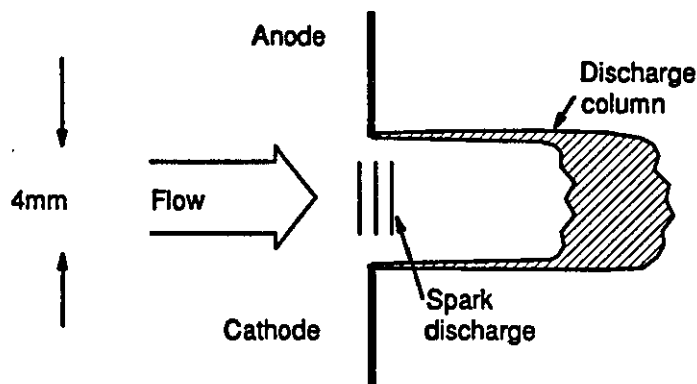 Anode
Discharge
column
4mm
Flow
Spark
discharge
Cathode